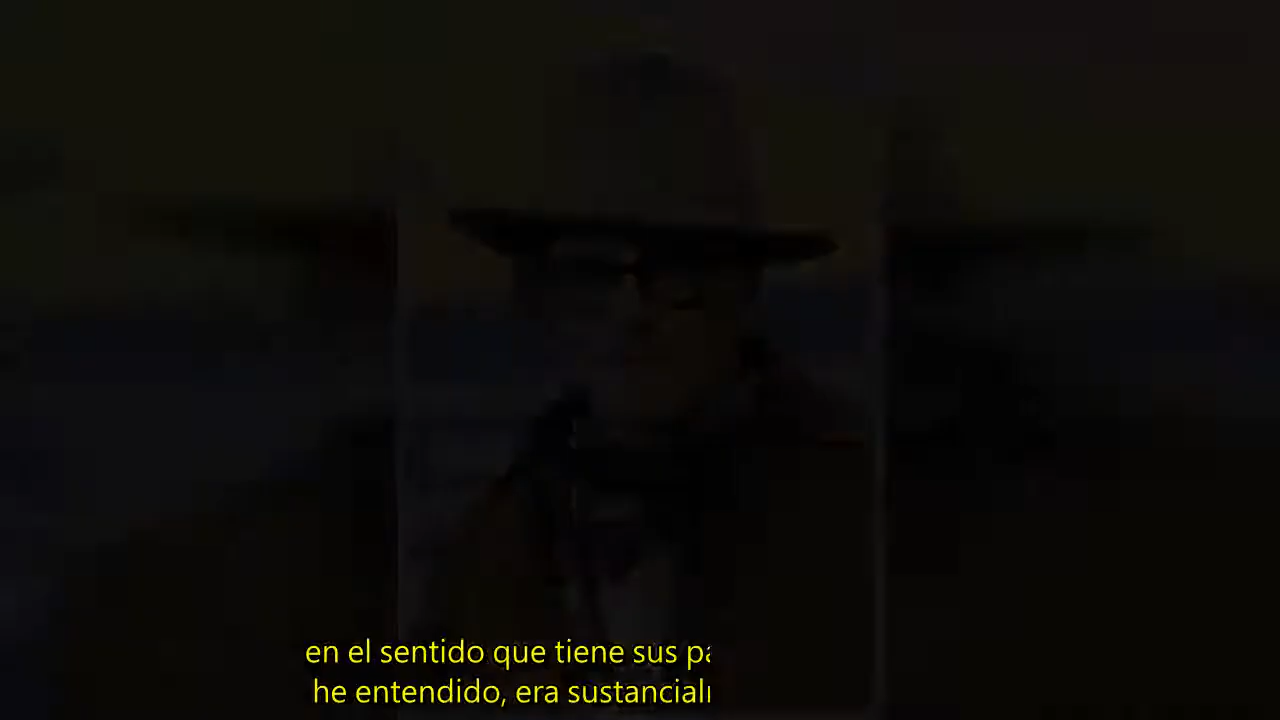 en el sentido que tiene sus
he entendido, era